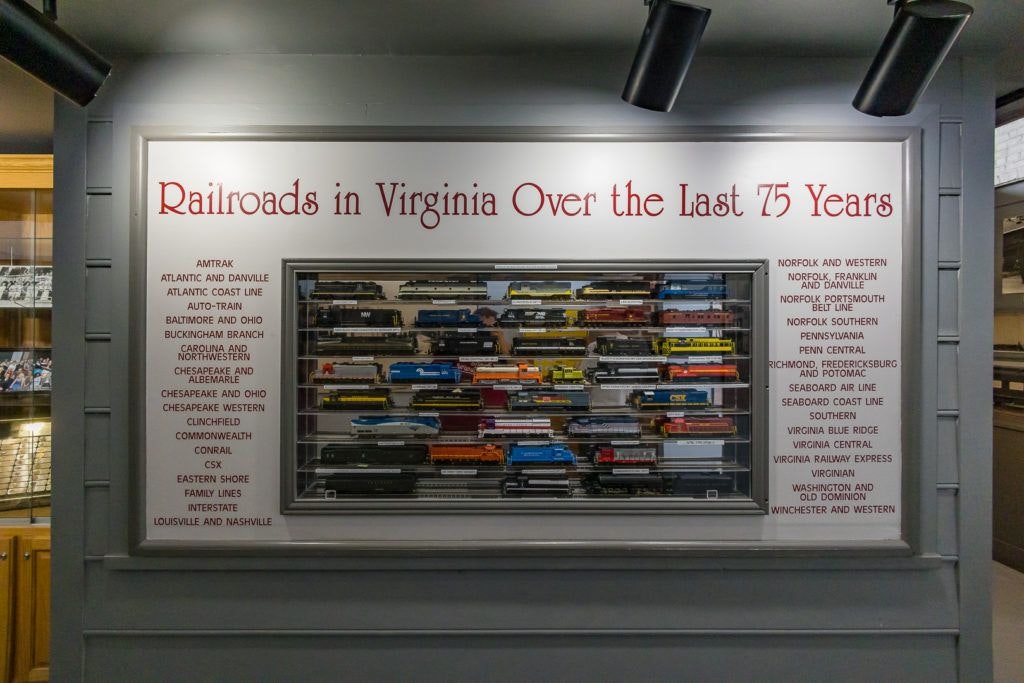 Railroads in Virginia Over the Last 75 Years
AMTRAK
ATLANTIC AND DANVILLE
ATLANTIC COAST LINE
AUTO-TRAIN
BALTIMORE AND OHIO
BUCKINGHAM BRANCH
CAROLINA AND
NORTHWESTERN
CHESAPEAKE AND
ALBEMARLE
CHESAPEAKE AND OHIO
CHESAPEAKE WESTERN
CLINCHFIELD
COMMONWEALTH
CONRAIL
CSX
EASTERN SHORE
FAMILY LINES
INTERSTATE
LOUISVILLE AND NASHVILLE
NW
CSX
NORFOLK AND WESTERN
NORFOLK, FRANKLIN
AND DANVILLE
NORFOLK PORTSMOUTH
BELT LINE
NORFOLK SOUTHERN
PENNSYLVANIA
PENN CENTRAL
RICHMOND, FREDERICKSBURG
AND POTOMAC
SEABOARD AIR LINE
SEABOARD COAST LINE
SOUTHERN
VIRGINIA BLUE RIDGE
VIRGINIA CENTRAL
VIRGINIA RAILWAY EXPRESS
VIRGINIAN
WASHINGTON AND
OLD DOMINION
WINCHESTER AND WESTERN